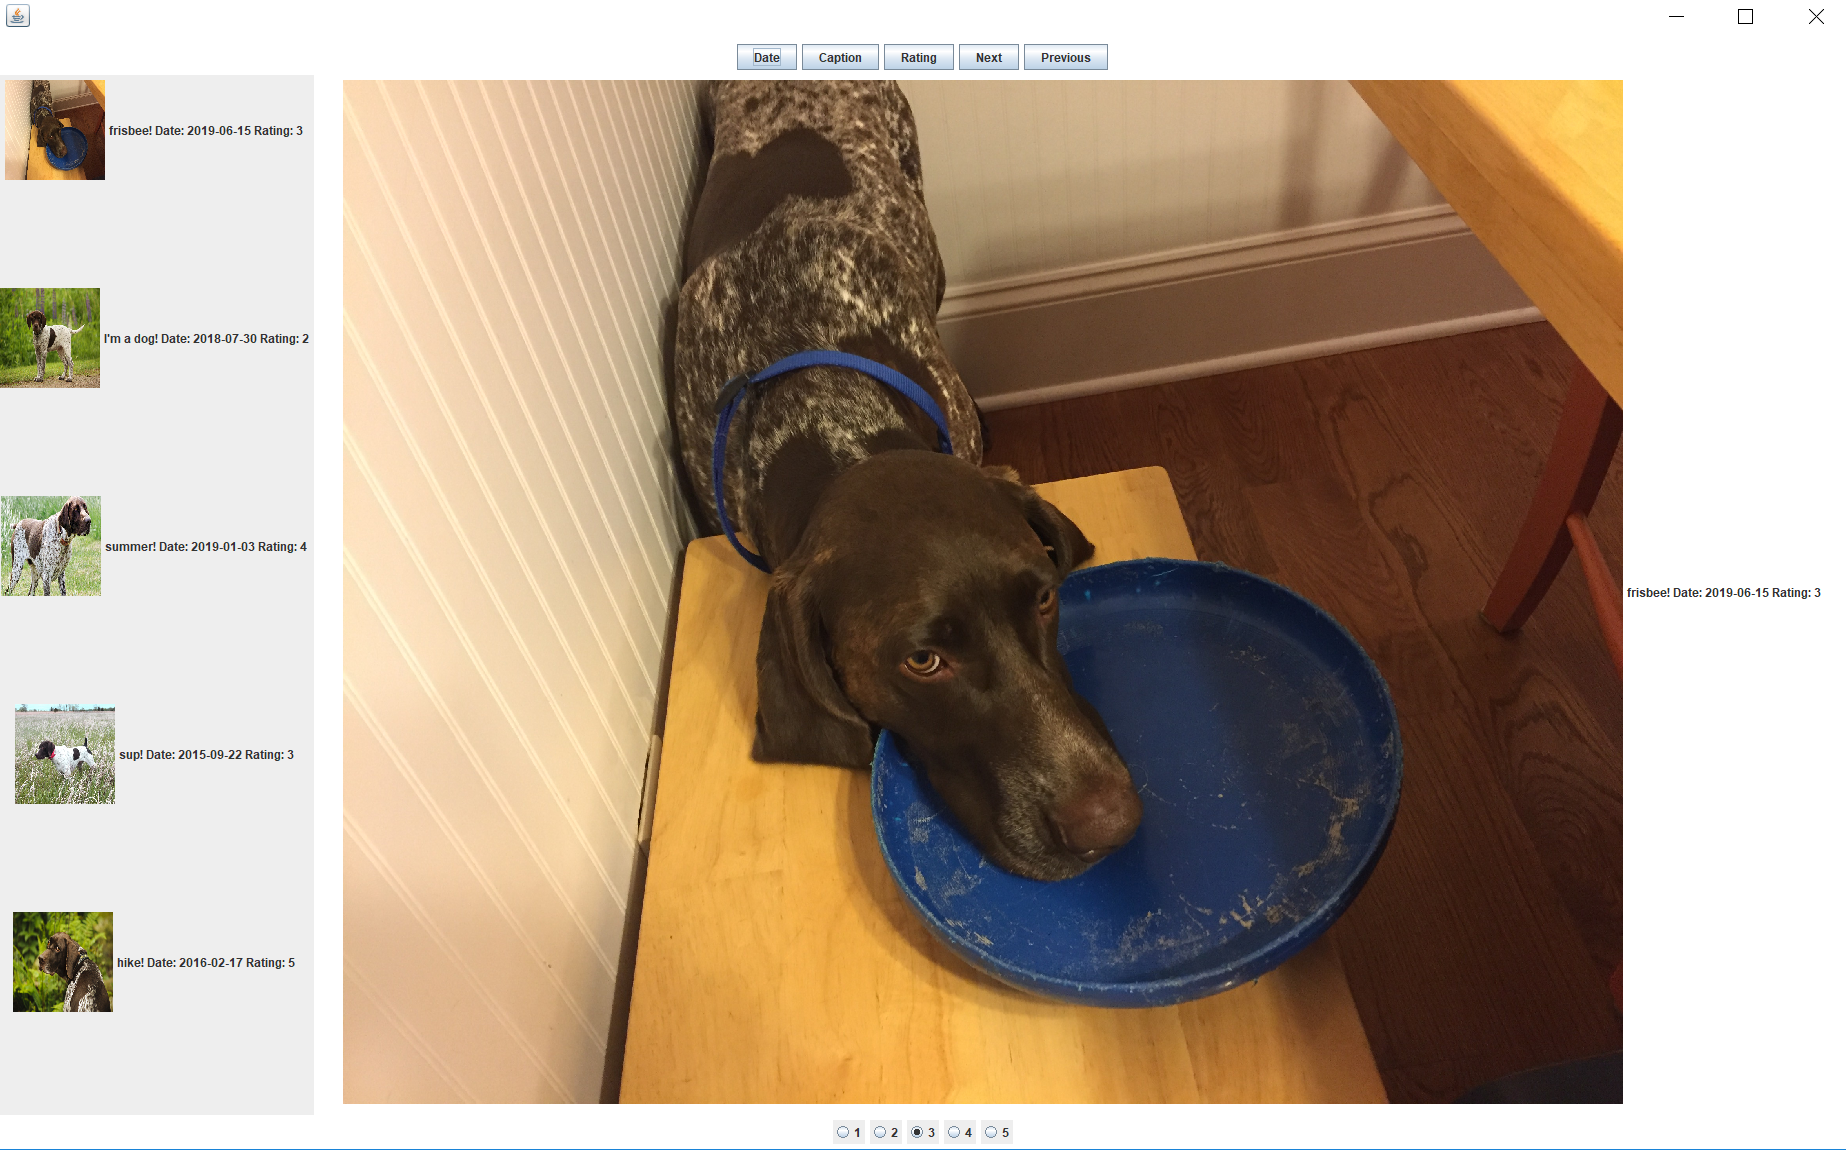 Date Caption Rating Next Previous
frisbee! Date: 2019-06-15 Rating: 3
I'm a dog! Date: 2018-07-30 Rating: 2
summer! Date: 2019-01-03 Rating: 4
sup! Date: 2015-09-22 Rating: 3
hike! Date: 2016-02-17 Rating: 5
frisbee! Date: 2019-06-15 Rating: 3
1 2 3 4 5